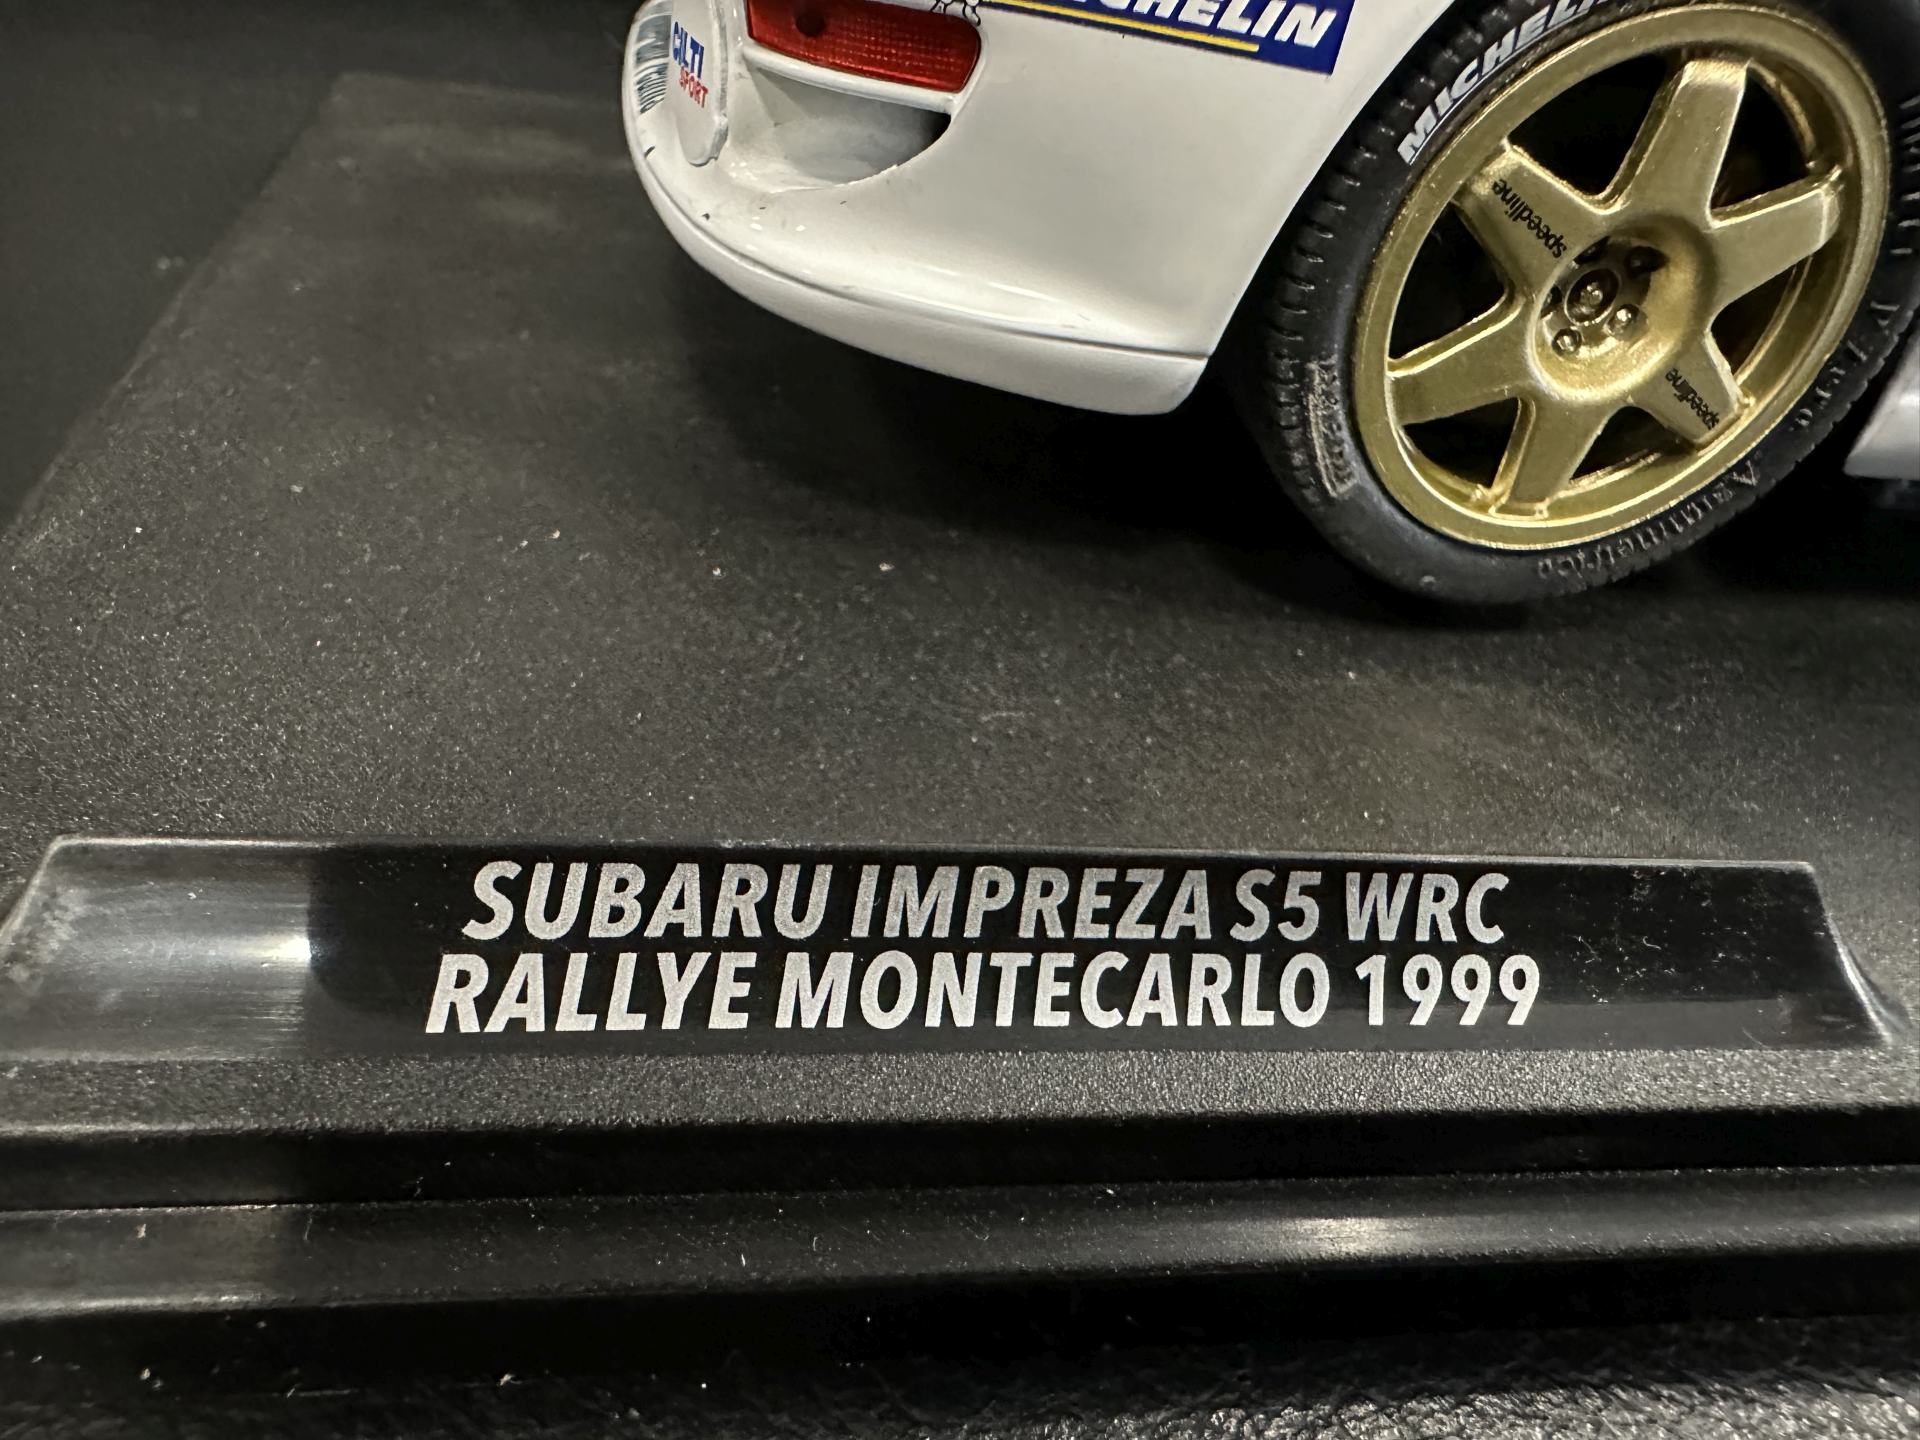 CALTI
SPORT
MICHELIN
MICHELIN
speedline
speedline
SUBARU IMPREZA S5 WRC
RALLYE MONTECARLO 1999